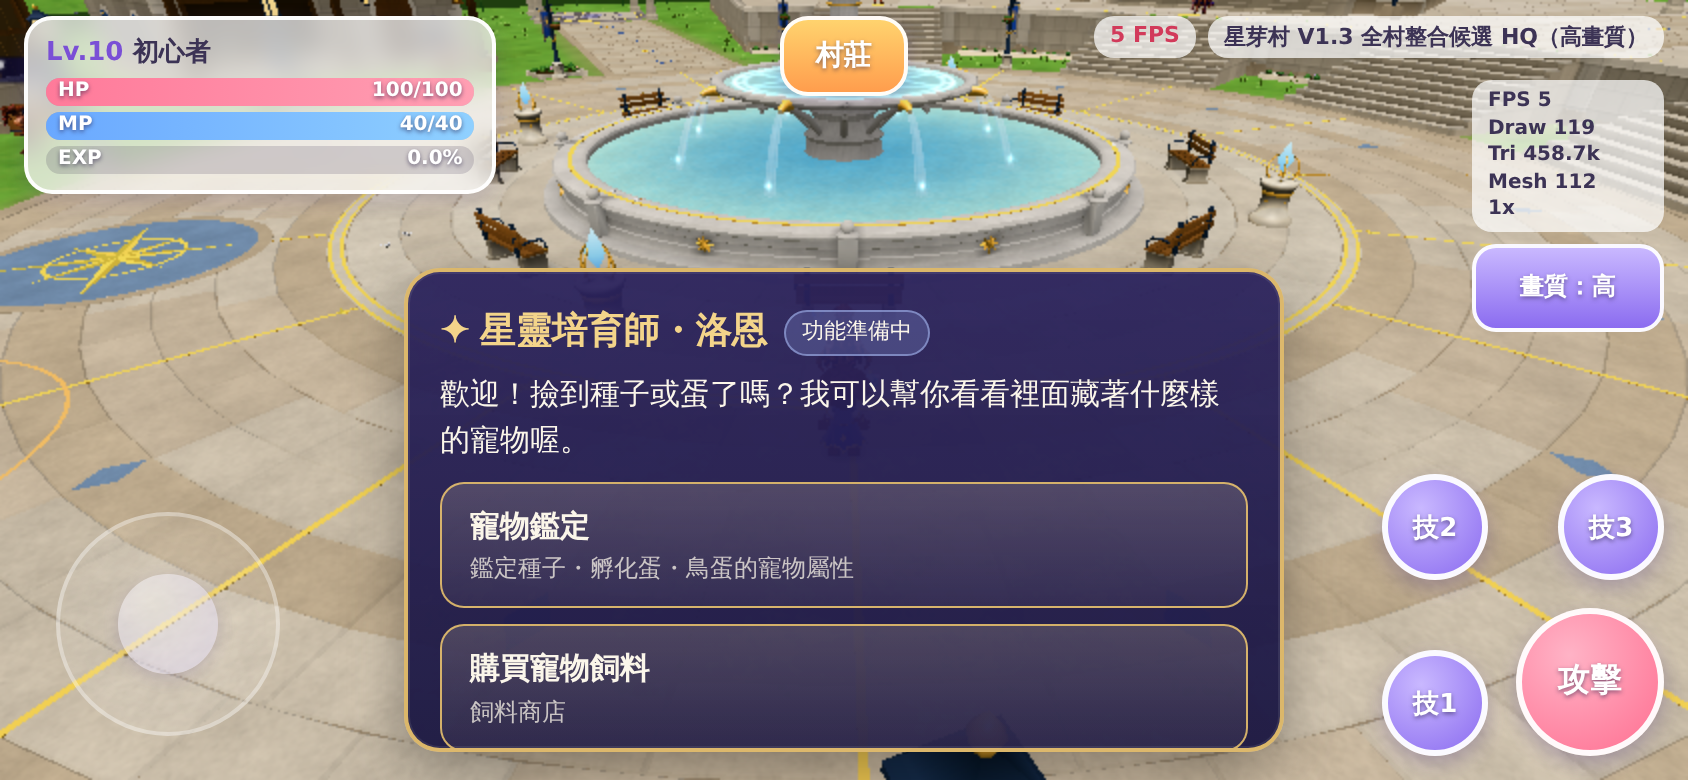 Lv.10 初心者
HP 100/100
MP 40/40
EXP 0.0%
村莊
5 FPS
星芽村 V1.3 全村整合候選 HQ（高畫質）
FPS 5
Draw 119
Tri 458.7k
Mesh 112
1x
畫質：高
✦ 星靈培育師・洛恩 功能準備中
歡迎！撿到種子或蛋了嗎？我可以幫你看看裡面藏著什麼樣
的寵物喔。
寵物鑑定
鑑定種子・孵化蛋・鳥蛋的寵物屬性
購買寵物飼料
飼料商店
技2
技3
技1
攻擊